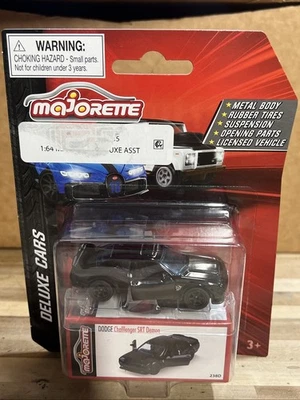 WARNING:
CHOKING HAZARD - Small parts.
Not for children under 3 years.
majorette
METAL BODY
RUBBER TIRES
SUSPENSION
OPENING PARTS
LICENSED VEHICLE
1:64
ASST
DELUXE CARS
3+
majorette
DODGE Challenger SRT Demon